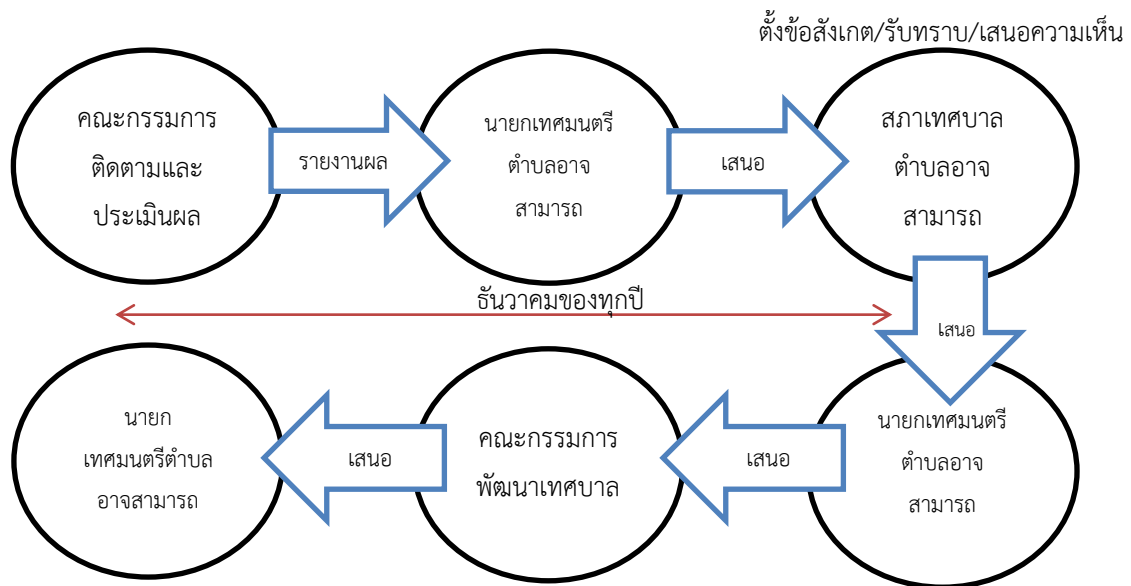 ตั้งข้อสังเกต/รับทราบ/เสนอความเห็น
คณะกรรมการ
ติดตามและ
ประเมินผล
รายงานผล
นายกเทศมนตรี
ตำบลอาจ
สามารถ
เสนอ
สภาเทศบาล
ตำบลอาจ
สามารถ
ธันวาคมของทุกปี
เสนอ
นายกเทศมนตรี
ตำบลอาจ
สามารถ
เสนอ
คณะกรรมการ
พัฒนาเทศบาล
เสนอ
นายก
เทศมนตรีตำบล
อาจสามารถ